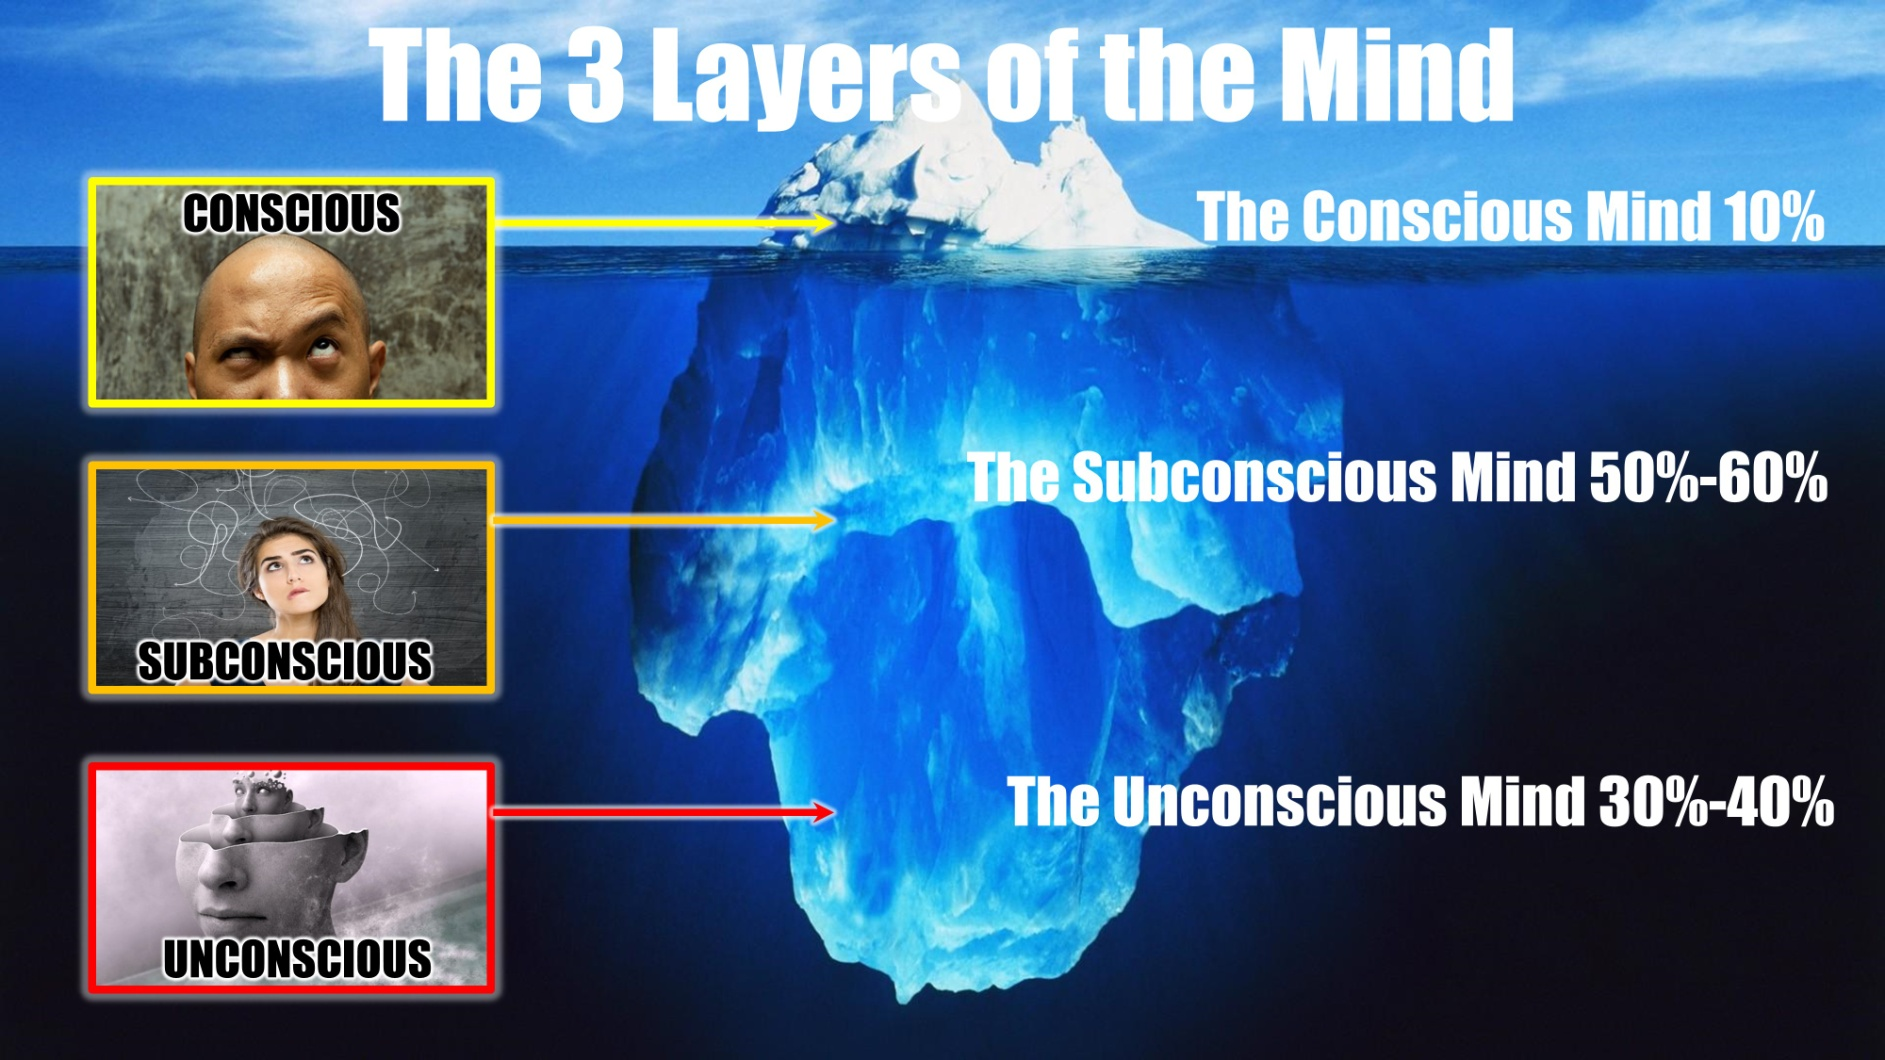 The 3 Layers of the Mind
CONSCIOUS
The Conscious Mind 10%
The Subconscious Mind 50%-60%
SUBCONSCIOUS
The Unconscious Mind 30%-40%
UNCONSCIOUS